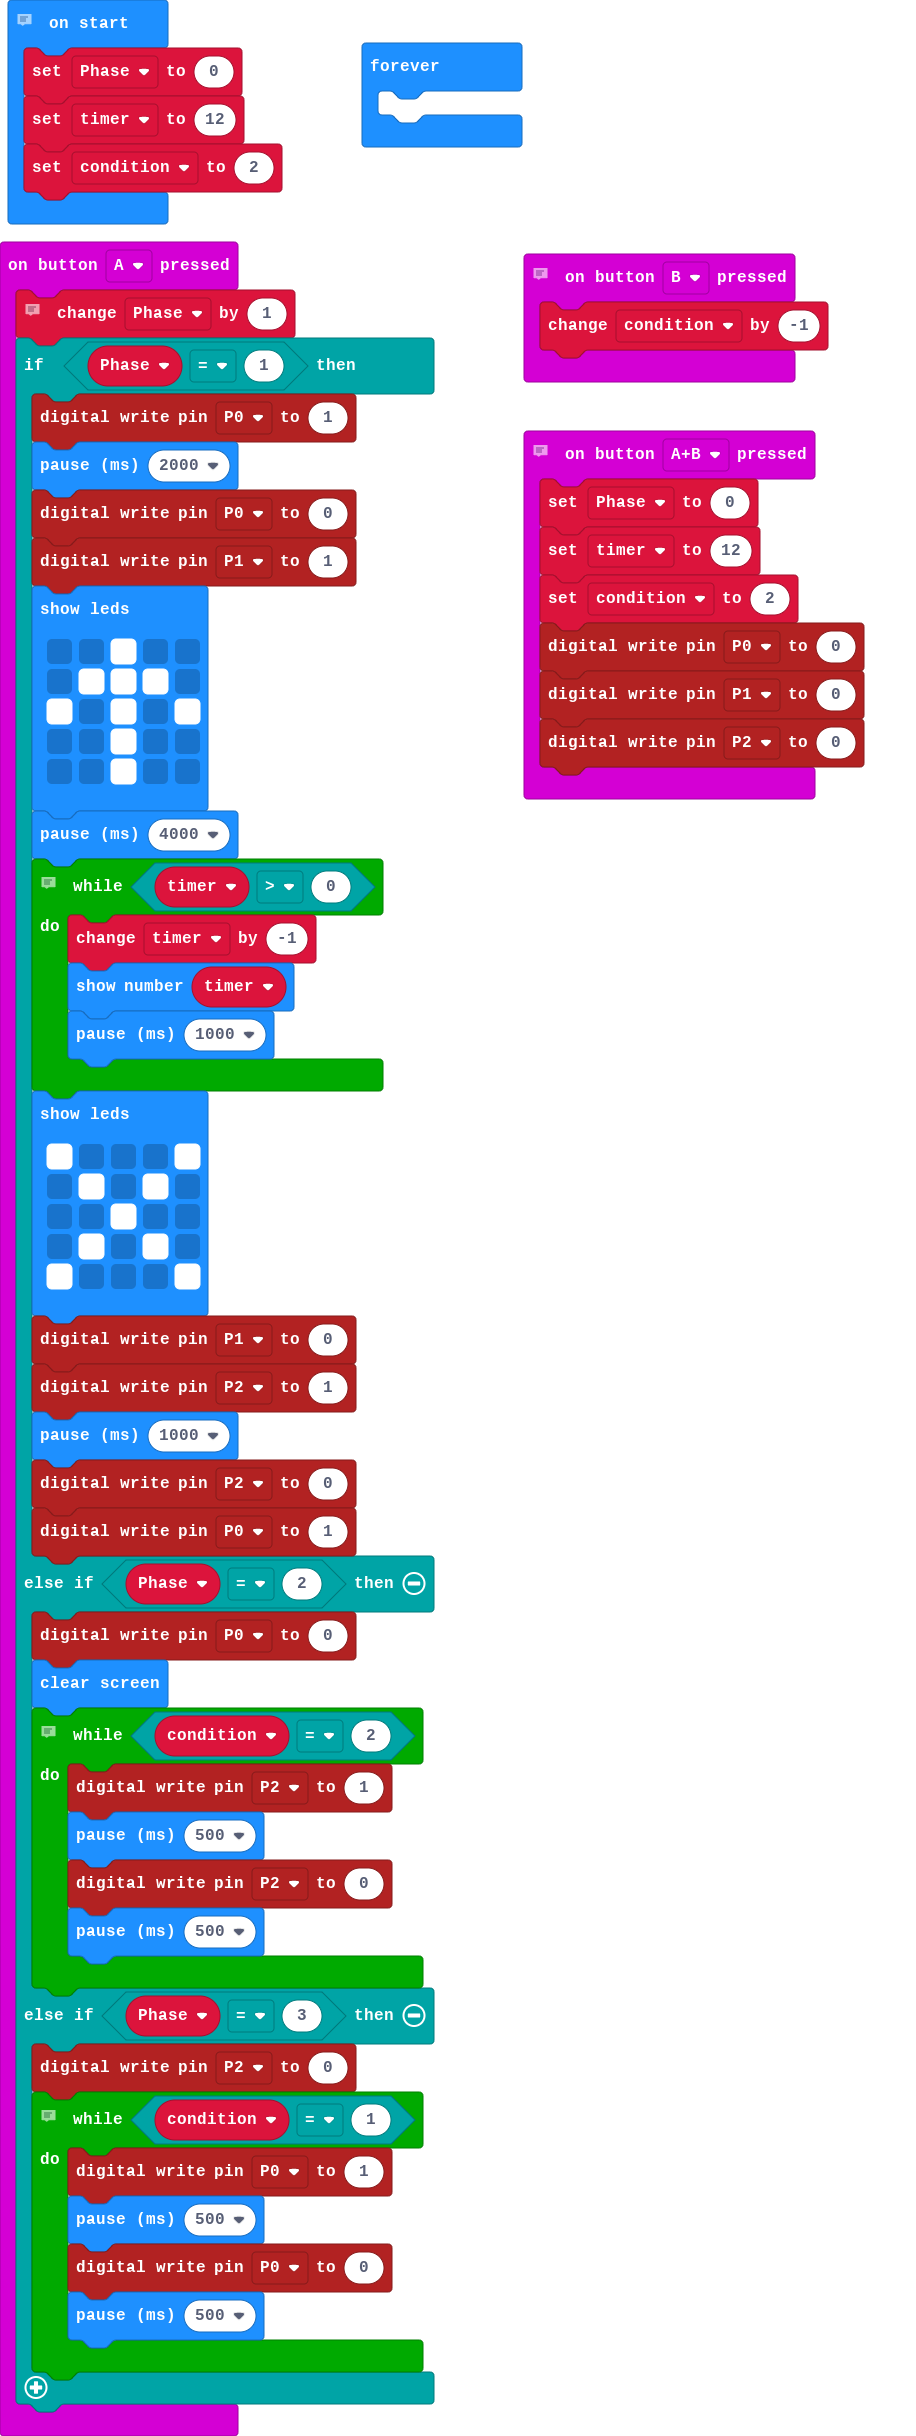 on start
set Phase to 0
set timer to 12
set condition to 2
forever
on button A pressed
change Phase by 1
if Phase = 1 then
digital write pin P0 to 1
pause (ms) 2000
digital write pin P0 to 0
digital write pin P1 to 1
show leds
pause (ms) 4000
while timer > 0
do change timer by -1
show number timer
pause (ms) 1000
show leds
digital write pin P1 to 0
digital write pin P2 to 1
pause (ms) 1000
digital write pin P2 to 0
digital write pin P0 to 1
else if Phase = 2 then
digital write pin P0 to 0
clear screen
while condition = 2
do digital write pin P2 to 1
pause (ms) 500
digital write pin P2 to 0
pause (ms) 500
else if Phase = 3 then
digital write pin P2 to 0
while condition = 1
do digital write pin P0 to 1
pause (ms) 500
digital write pin P0 to 0
pause (ms) 500
on button B pressed
change condition by -1
on button A+B pressed
set Phase to 0
set timer to 12
set condition to 2
digital write pin P0 to 0
digital write pin P1 to 0
digital write pin P2 to 0